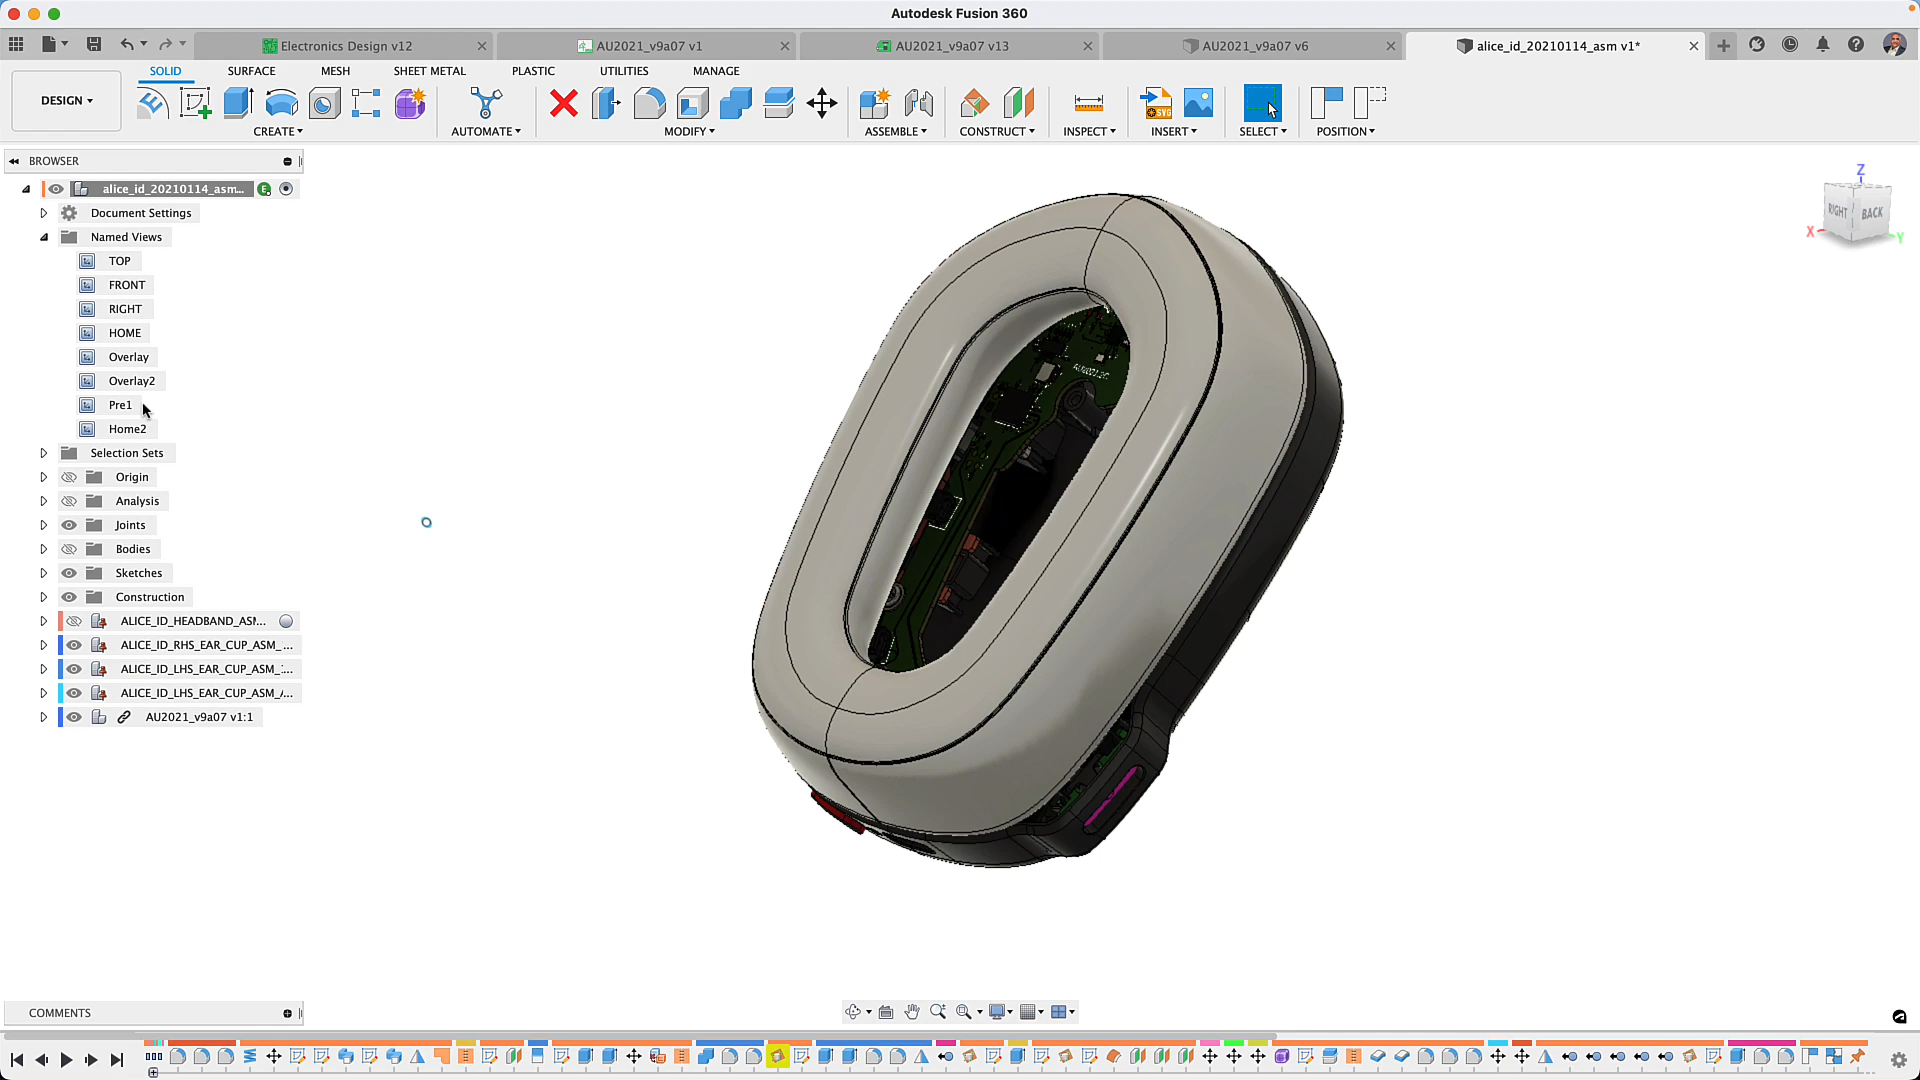 Autodesk Fusion 360
Electronics Design v12
AU2021_v9a07 v1
AU2021_v9a07 v13
AU2021_v9a07 v6
alice_id_20210114_asm v1*
SOLID SURFACE MESH SHEET METAL PLASTIC UTILITIES MANAGE
DESIGN
CREATE AUTOMATE MODIFY ASSEMBLE CONSTRUCT INSPECT INSERT SELECT POSITION
SVG
BROWSER
alice_id_20210114_asm...
Document Settings
Named Views
TOP
FRONT
RIGHT
HOME
Overlay
Overlay2
Pre1
Home2
Selection Sets
Origin
Analysis
Joints
Bodies
Sketches
Construction
ALICE_ID_HEADBAND_ASM...
ALICE_ID_RHS_EAR_CUP_ASM_...
ALICE_ID_LHS_EAR_CUP_ASM_...
ALICE_ID_LHS_EAR_CUP_ASM_/...
AU2021_v9a07 v1:1
Z
RIGHT BACK
X
Y
COMMENTS